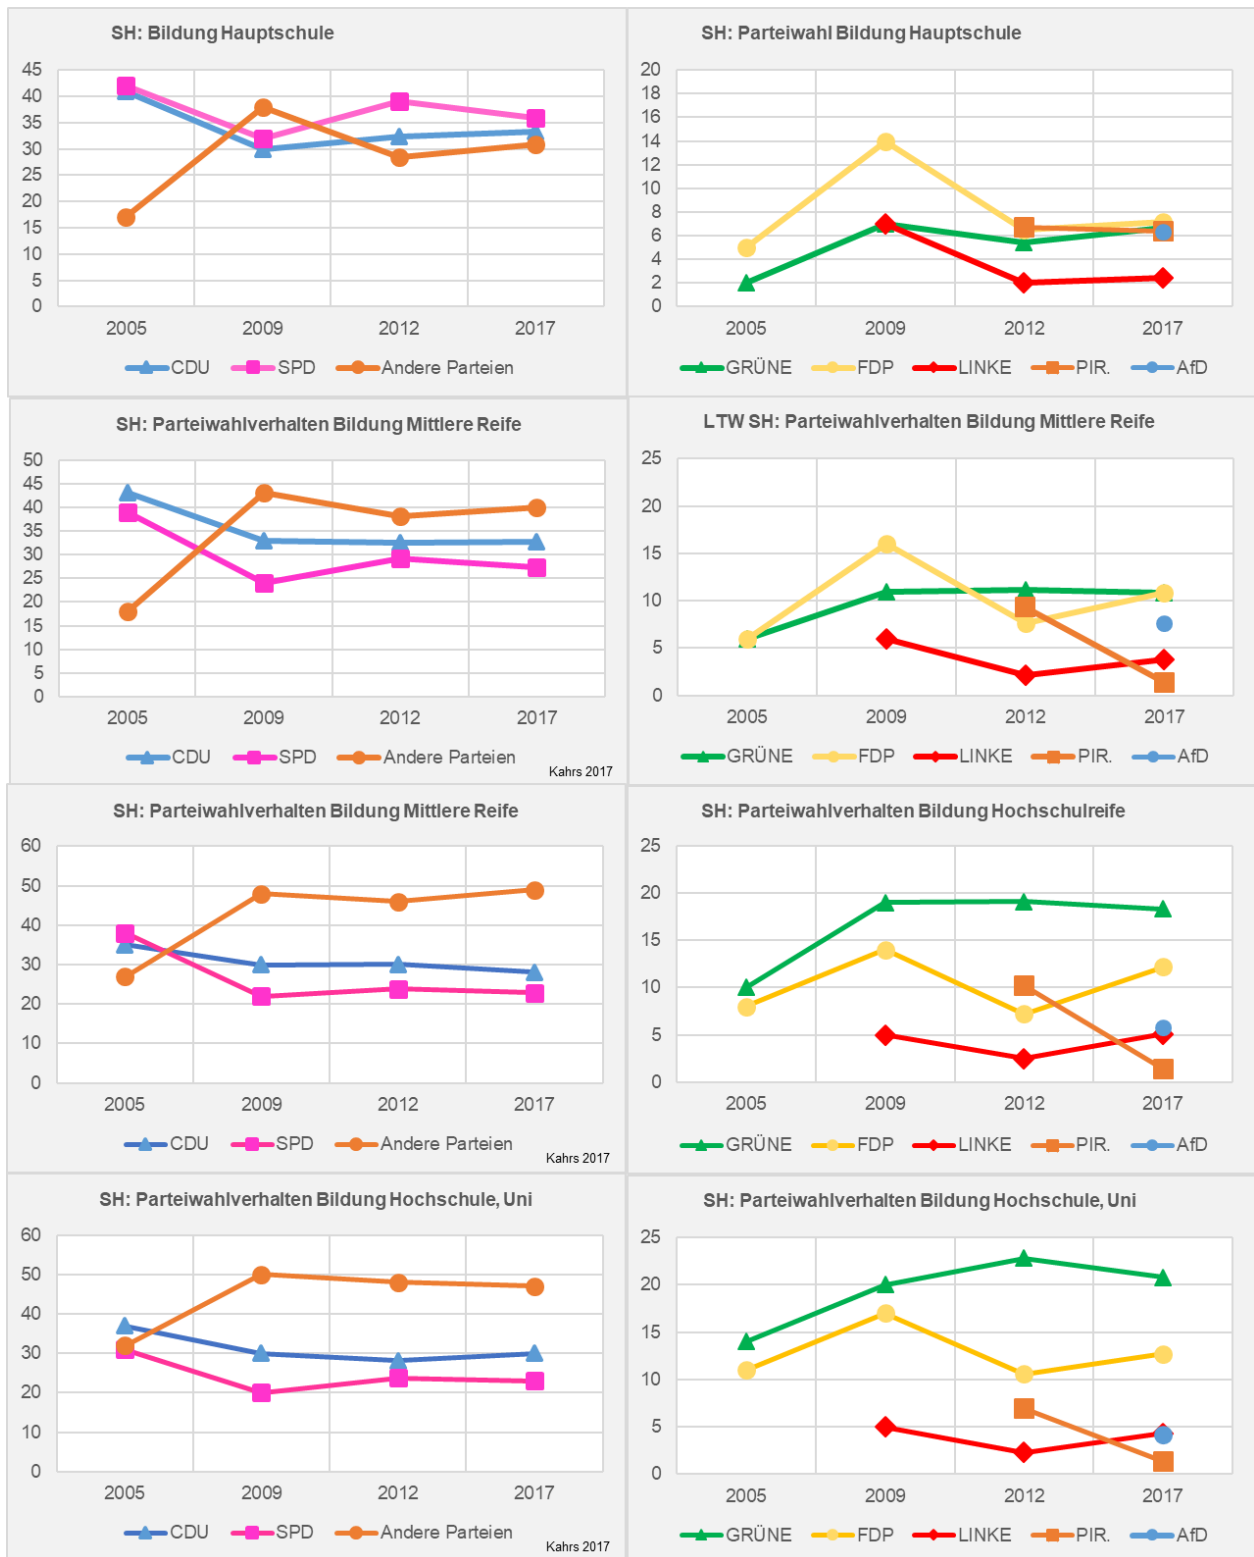 SH: Bildung Hauptschule
45
40
35
30
25
20
15
10
5
0
2005 2009 2012 2017
CDU SPD Andere Parteien
SH: Parteiwahl Bildung Hauptschule
20
18
16
14
12
10
8
6
4
2
0
2005 2009 2012 2017
GRÜNE FDP LINKE PIR. AfD
SH: Parteiwahlverhalten Bildung Mittlere Reife
50
45
40
35
30
25
20
15
10
5
0
2005 2009 2012 2017
CDU SPD Andere Parteien
Kahrs 2017
LTW SH: Parteiwahlverhalten Bildung Mittlere Reife
25
20
15
10
5
0
2005 2009 2012 2017
GRÜNE FDP LINKE PIR. AfD
SH: Parteiwahlverhalten Bildung Mittlere Reife
60
50
40
30
20
10
0
2005 2009 2012 2017
CDU SPD Andere Parteien
Kahrs 2017
SH: Parteiwahlverhalten Bildung Hochschulreife
25
20
15
10
5
0
2005 2009 2012 2017
GRÜNE FDP LINKE PIR. AfD
SH: Parteiwahlverhalten Bildung Hochschule, Uni
60
50
40
30
20
10
0
2005 2009 2012 2017
CDU SPD Andere Parteien
Kahrs 2017
SH: Parteiwahlverhalten Bildung Hochschule, Uni
25
20
15
10
5
0
2005 2009 2012 2017
GRÜNE FDP LINKE PIR. AfD